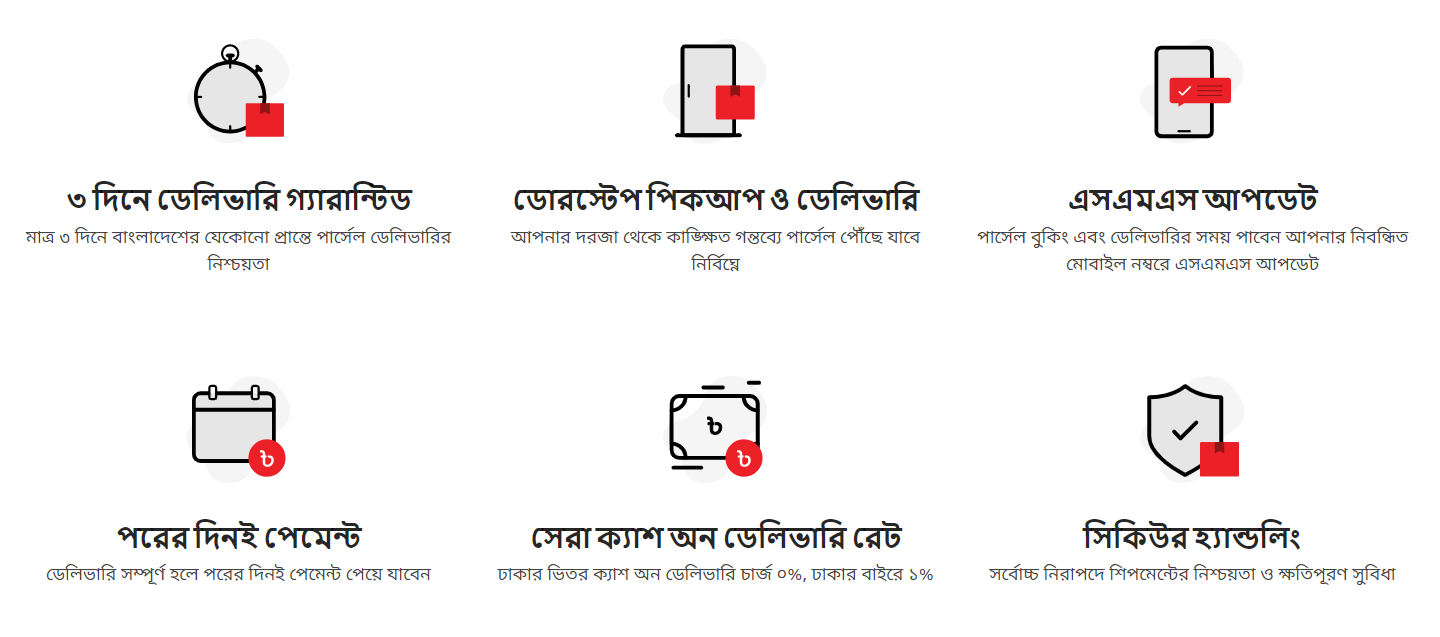 ৩ দিনে ডেলিভারি গ্যারান্টিড
মাত্র ৩ দিনে বাংলাদেশের যেকোনো প্রান্তে পার্সেল ডেলিভারির
নিশ্চয়তা
ডোরস্টেপ পিকআপ ও ডেলিভারি
আপনার দরজা থেকে কাঙ্ক্ষিত গন্তব্যে পার্সেল পৌঁছে যাবে
নির্বিঘ্নে
এসএমএস আপডেট
পার্সেল বুকিং এবং ডেলিভারির সময় পাবেন আপনার নিবন্ধিত
মোবাইল নম্বরে এসএমএস আপডেট
৳
পরের দিনই পেমেন্ট
ডেলিভারি সম্পূর্ণ হলে পরের দিনই পেমেন্ট পেয়ে যাবেন
৳
৳
সেরা ক্যাশ অন ডেলিভারি রেট
ঢাকার ভিতর ক্যাশ অন ডেলিভারি চার্জ ০%, ঢাকার বাইরে ১%
সিকিউর হ্যান্ডলিং
সর্বোচ্চ নিরাপদে শিপমেন্টের নিশ্চয়তা ও ক্ষতিপূরণ সুবিধা